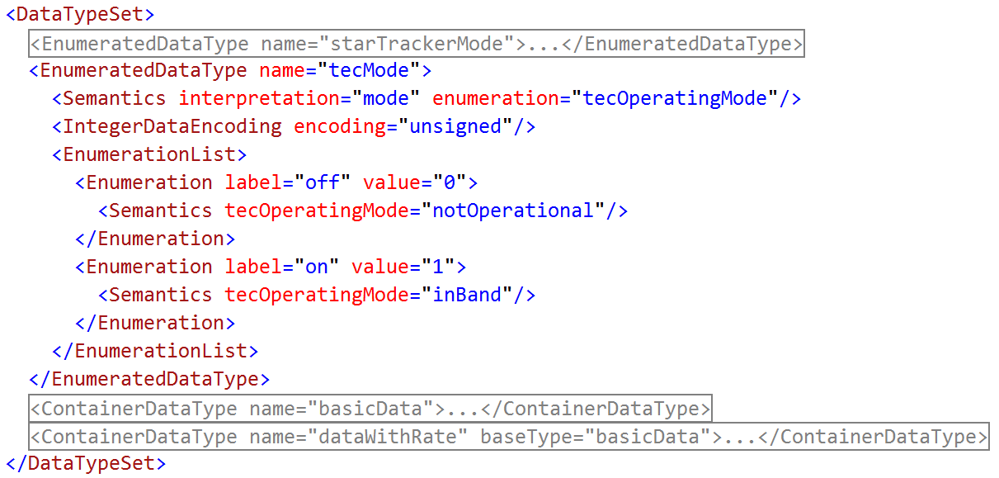 <DataTypeSet>
<EnumeratedDataType name="starTrackerMode">...</EnumeratedDataType>
<EnumeratedDataType name="tecMode">
<Semantics interpretation="mode" enumeration="tecOperatingMode"/>
<IntegerDataEncoding encoding="unsigned"/>
<EnumerationList>
<Enumeration label="off" value="0">
<Semantics tecOperatingMode="notOperational"/>
</Enumeration>
<Enumeration label="on" value="1">
<Semantics tecOperatingMode="inBand"/>
</Enumeration>
</EnumerationList>
</EnumeratedDataType>
<ContainerDataType name="basicData">...</ContainerDataType>
<ContainerDataType name="dataWithRate" baseType="basicData">...</ContainerDataType>
</DataTypeSet>